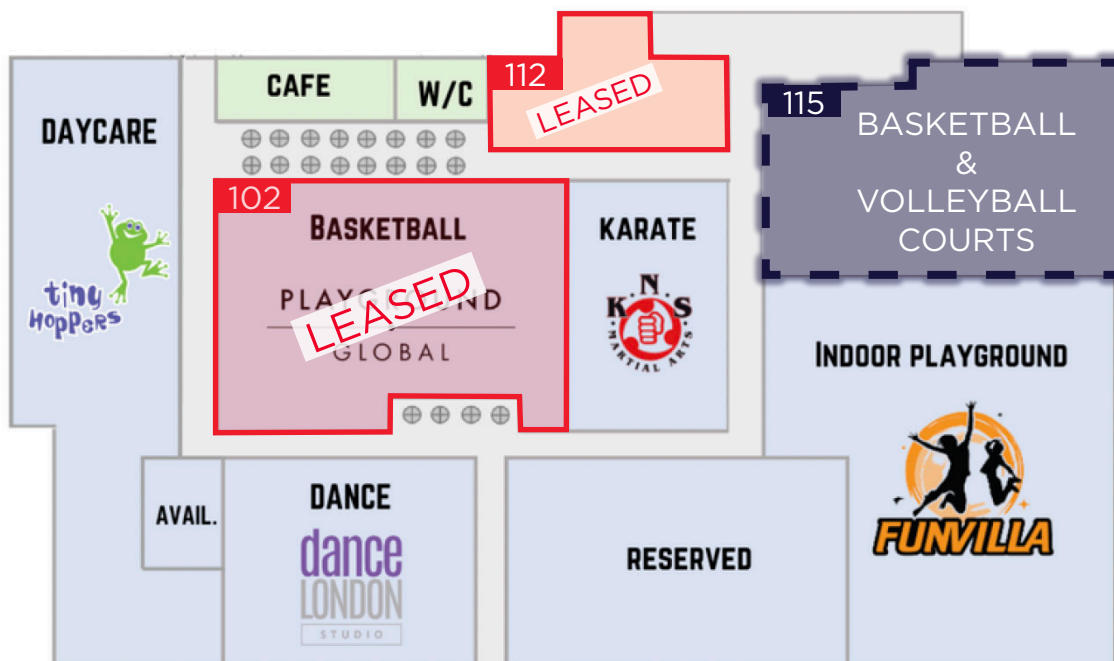 DAYCARE
tiny
HOPPERS
CAFE
W/C
112
LEASED
115
BASKETBALL
&
VOLLEYBALL
COURTS
102
BASKETBALL
PLAYGROUND
GLOBAL
LEASED
KARATE
N
K S
MARTIAL ARTS
INDOOR PLAYGROUND
FUNVILLA
AVAIL.
DANCE
dance
LONDON
STUDIO
RESERVED